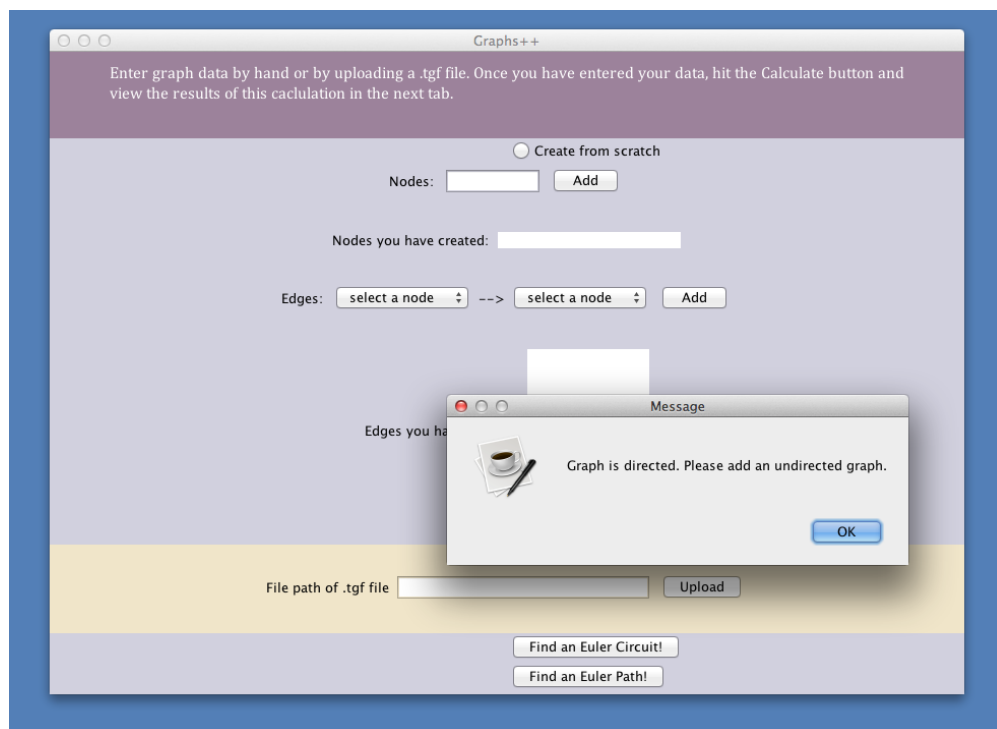 Graphs++
Enter graph data by hand or by uploading a .tgf file. Once you have entered your data, hit the Calculate button and
view the results of this caclulation in the next tab.
Create from scratch
Nodes: Add
Nodes you have created:
Edges: select a node --> select a node Add
Message
Edges you ha
Graph is directed. Please add an undirected graph.
OK
File path of .tgf file Upload
Find an Euler Circuit!
Find an Euler Path!